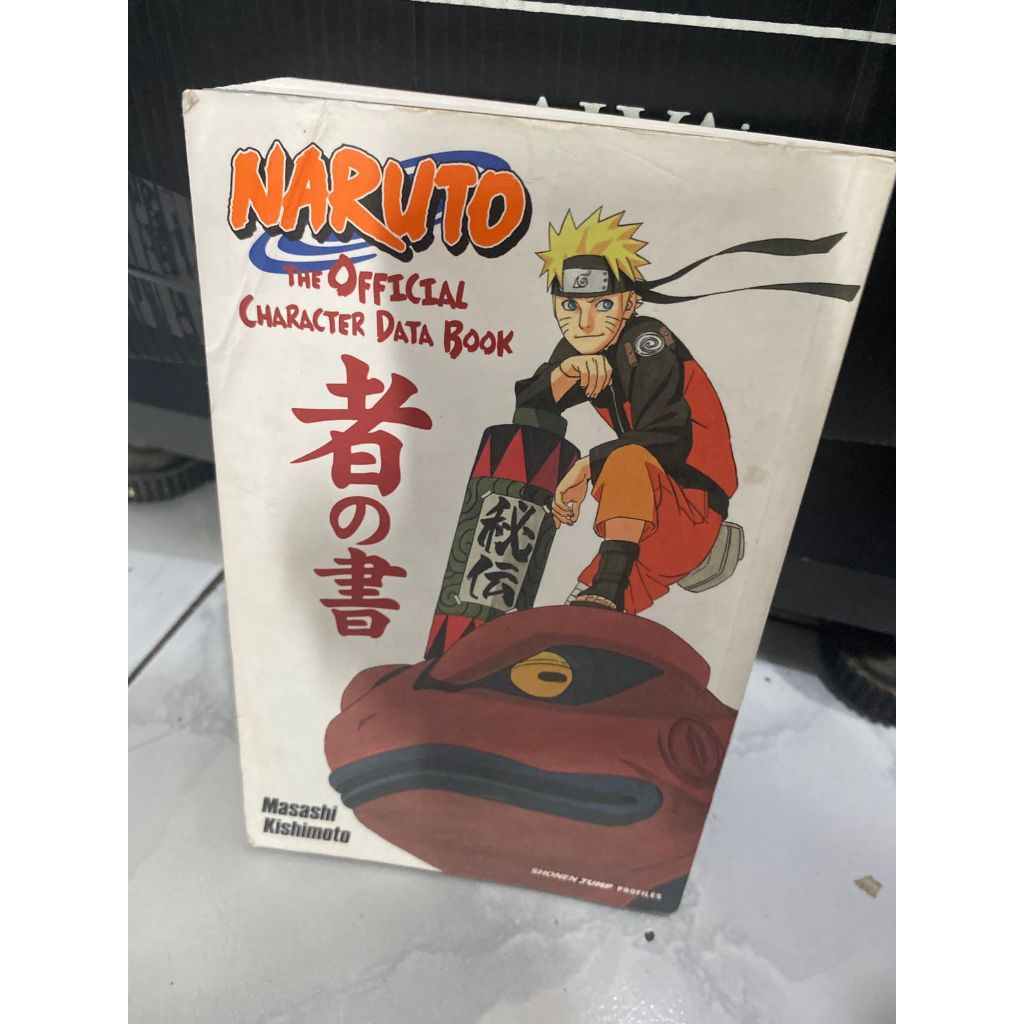 NARUTO
THE OFFICIAL
CHARACTER DATA BOOK
者の書
秘伝
Masashi
Kishimoto
SHONEN JUMP PROFILES